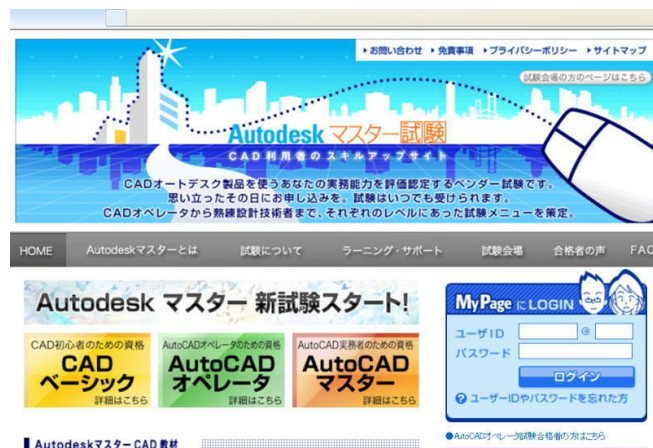 お問い合わせ 免責事項 プライバシーポリシー サイトマップ
試験会場の方のページはこちら
Autodesk マスター試験
CAD利用者のスキルアップサイト
CADオートデスク製品を使うあなたの実務能力を評価認定するベンダー試験です。
思い立ったその日にお申し込みを。試験はいつでも受けられます。
CADオペレータから熟練設計技術者まで、それぞれのレベルにあった試験メニューを策定。
HOME Autodeskマスターとは 試験について ラーニング・サポート 試験会場 合格者の声 FAQ
Autodesk マスター 新試験スタート!
CAD初心者のための資格
CAD
ベーシック
詳細はこちら
AutoCADオペレータのための資格
AutoCAD
オペレータ
詳細はこちら
AutoCAD実務者のための資格
AutoCAD
マスター
詳細はこちら
My Page にLOGIN
ユーザID @
パスワード
ログイン
? ユーザーIDやパスワードを忘れた方
●AutoCADオペレータ試験合格者の方はこちら
Autodeskマスター CAD 教材